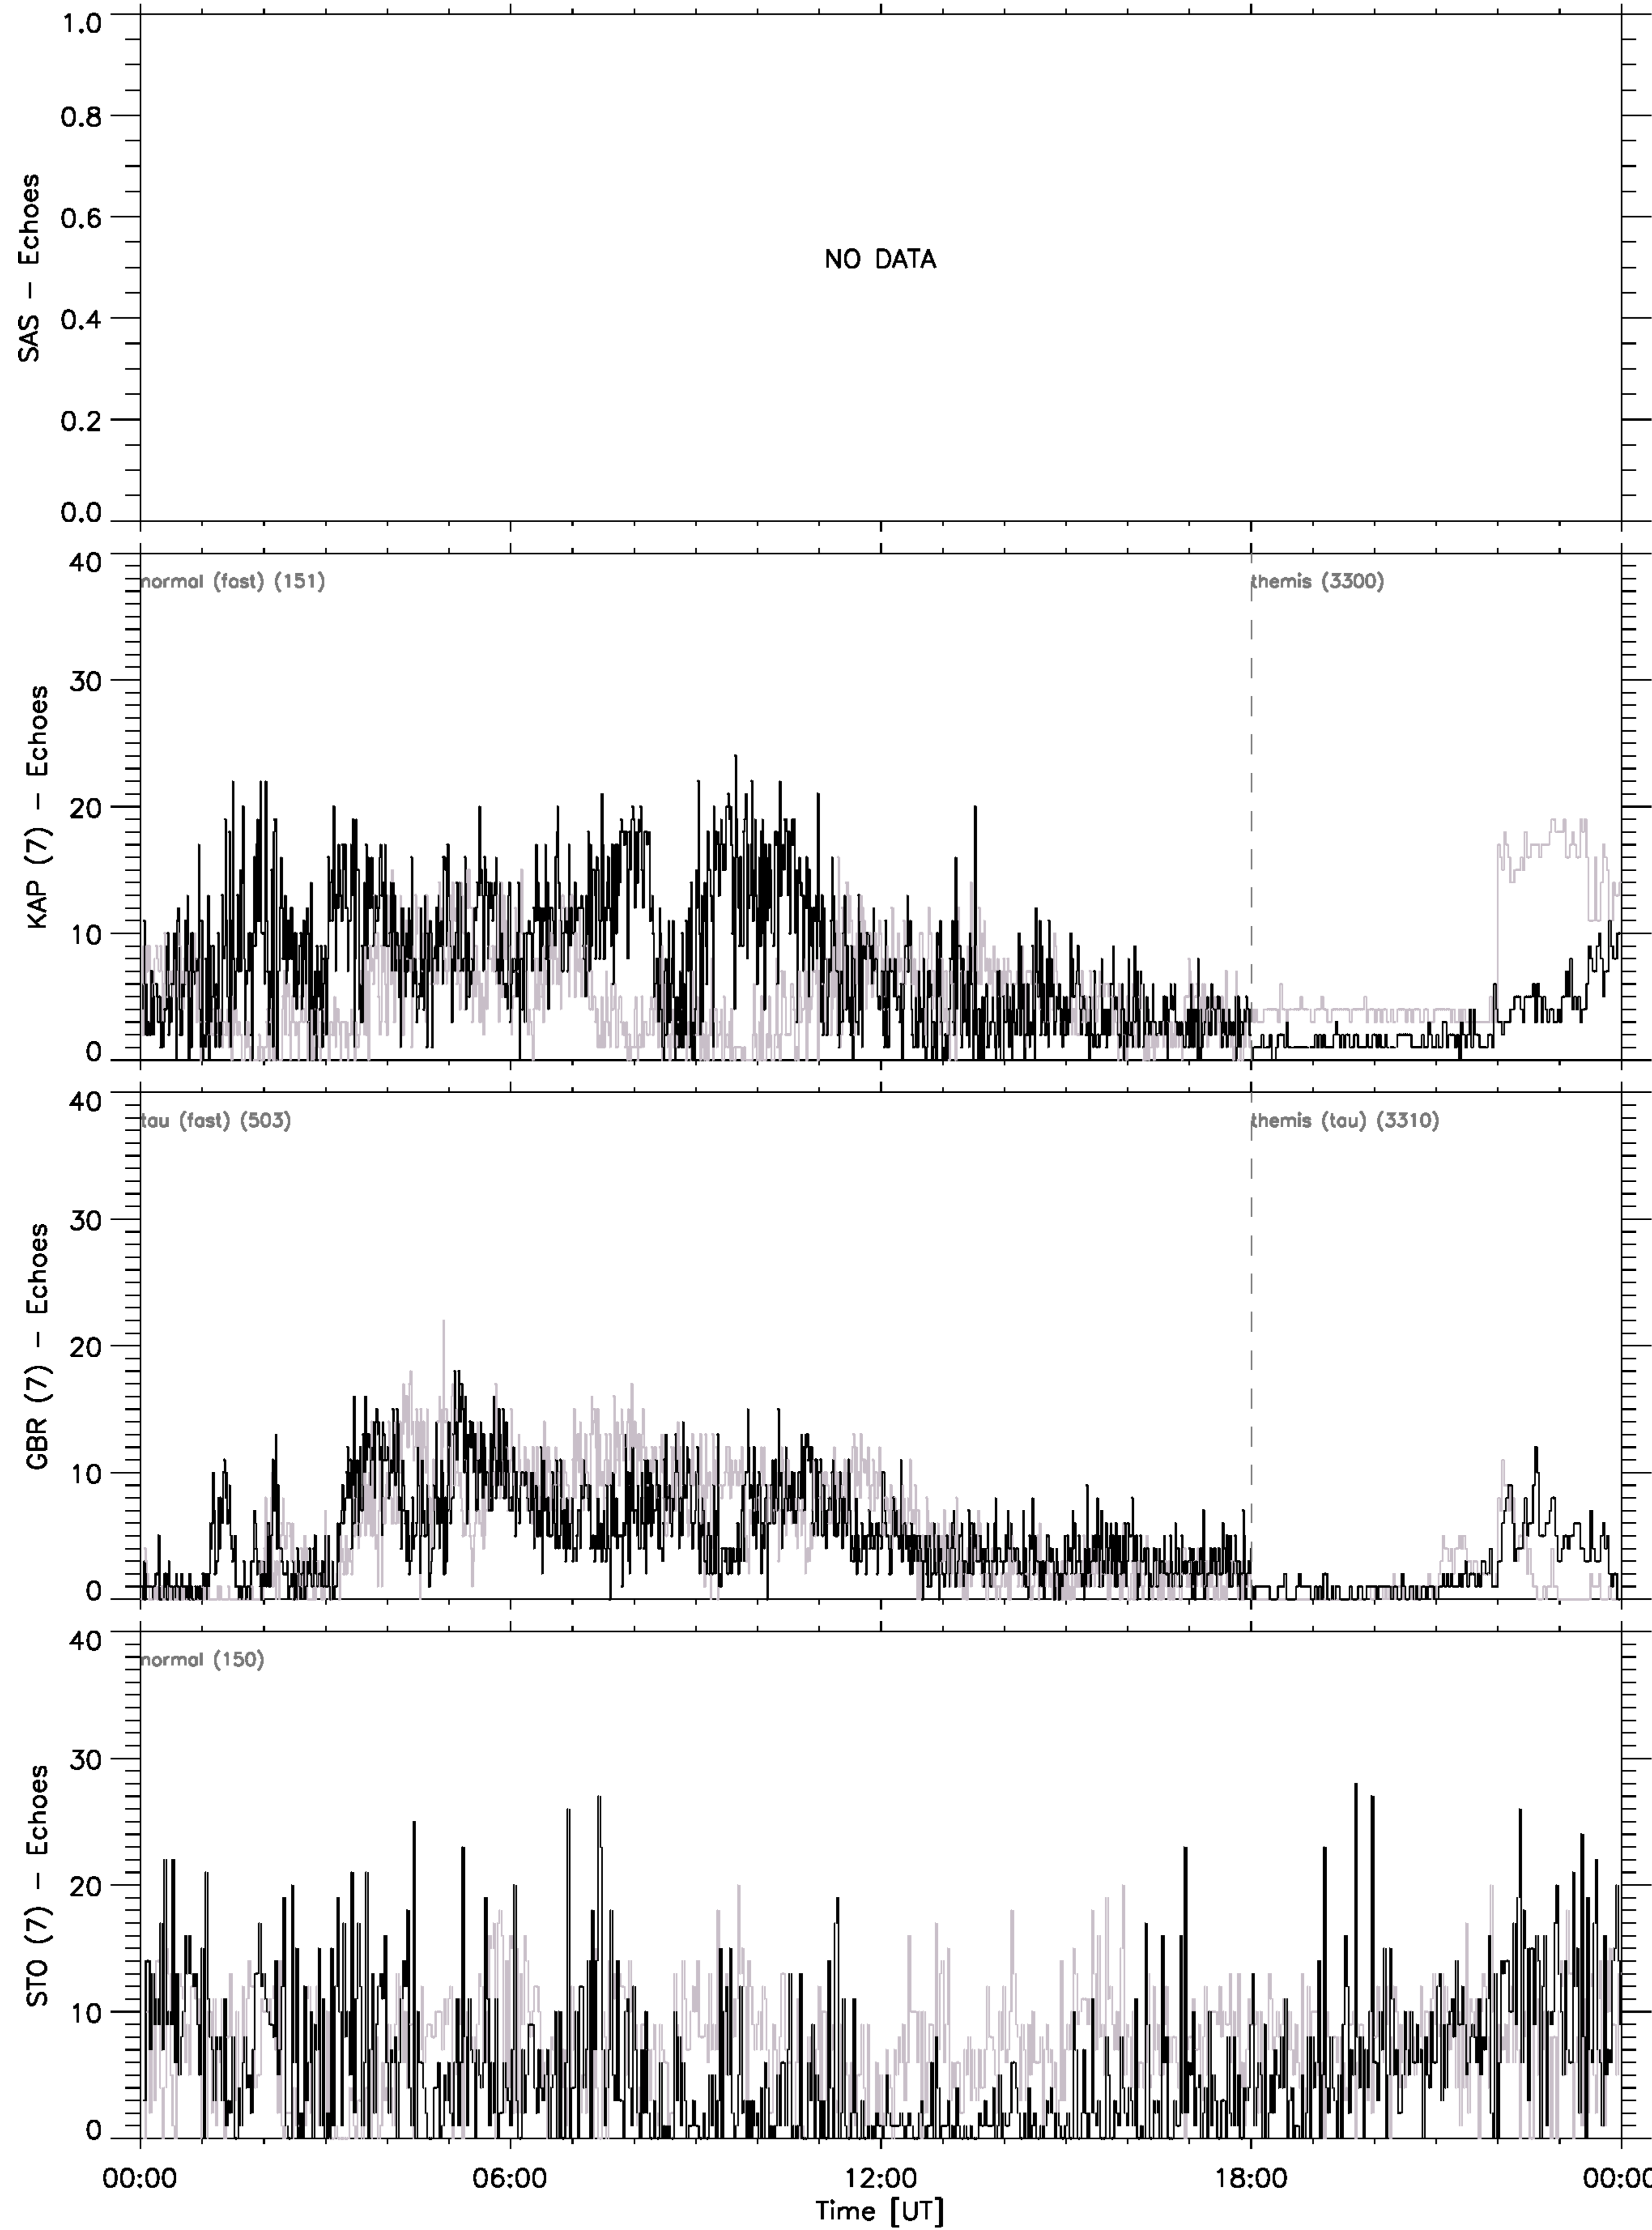 1.0
0.8
0.6
0.4
0.2
0.0
SAS – Echoes
NO DATA
40
30
20
10
0
KAP (7) – Echoes
normal (fast) (151)
themis (3300)
40
30
20
10
0
GBR (7) – Echoes
tau (fast) (503)
themis (tau) (3310)
40
30
20
10
0
STO (7) – Echoes
normal (150)
00:00
06:00
12:00
18:00
00:00
Time [UT]